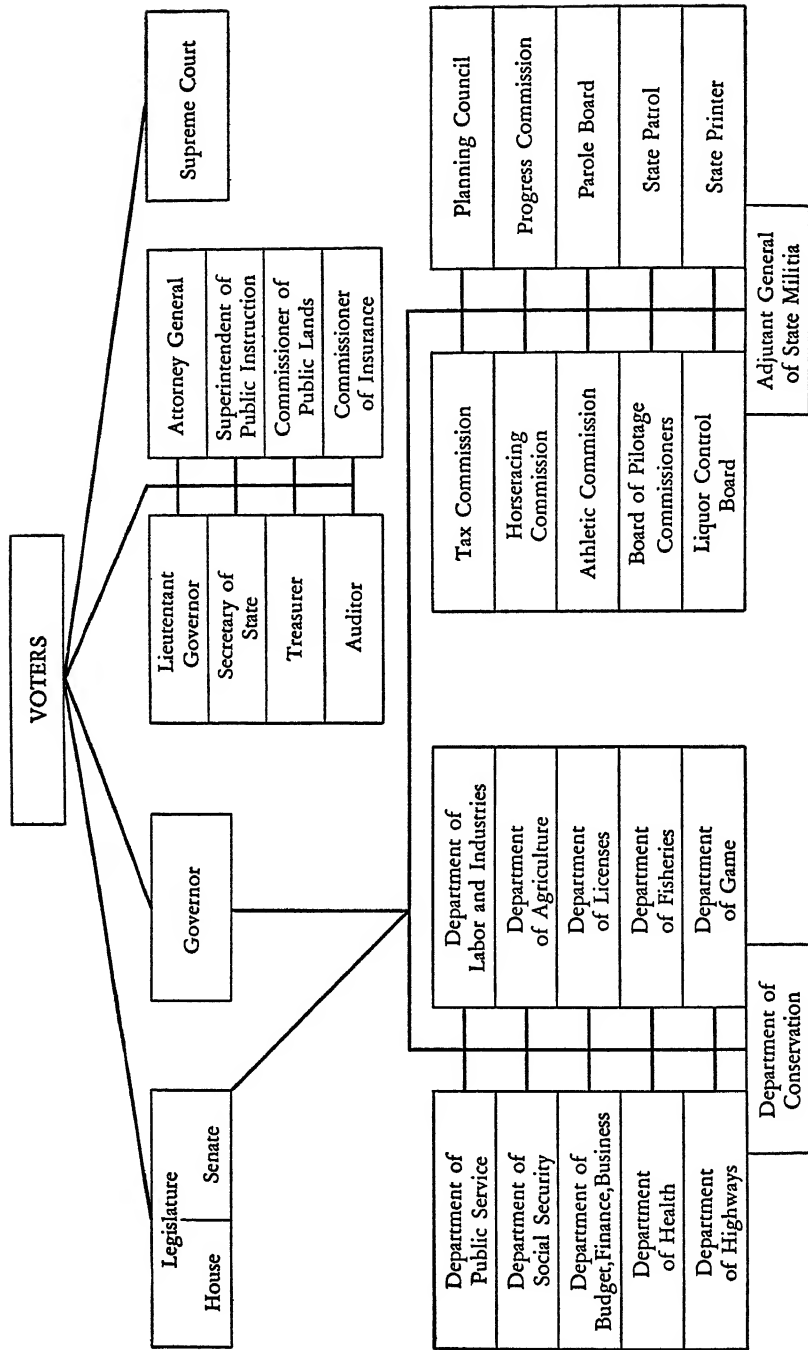 VOTERS
Legislature
House
Senate
Governor
Lieutentant
Governor
Secretary of
State
Treasurer
Auditor
Attorney General
Superintendent of
Public Instruction
Commissioner of
Public Lands
Commissioner
of Insurance
Supreme Court
Department of
Public Service
Department of
Social Security
Department of
Budget,Finance,Business
Department
of Health
Department
of Highways
Department of
Labor and Industries
Department
of Agriculture
Department
of Licenses
Department
of Fisheries
Department
of Game
Department of
Conservation
Tax Commission
Horseracing
Commission
Athletic Commission
Board of Pilotage
Commissioners
Liquor Control
Board
Planning Council
Progress Commission
Parole Board
State Patrol
State Printer
Adjutant General
of State Militia